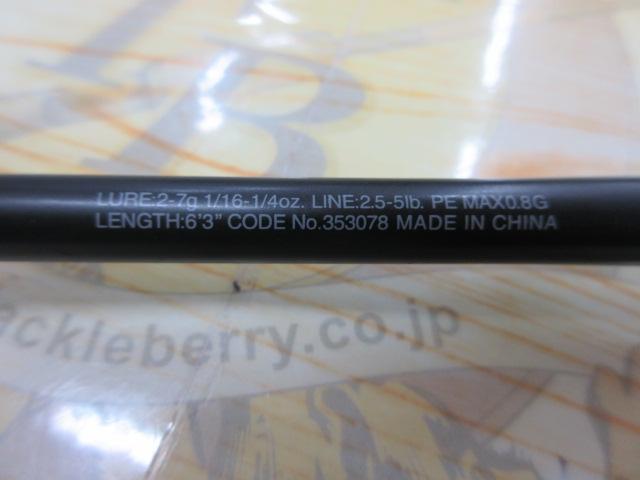 LURE:2-7g 1/16-1/4oz. LINE:2.5-5lb. PE MAX0.8G
LENGTH:6'3" CODE No.353078 MADE IN CHINA
ackleberry.co.jp